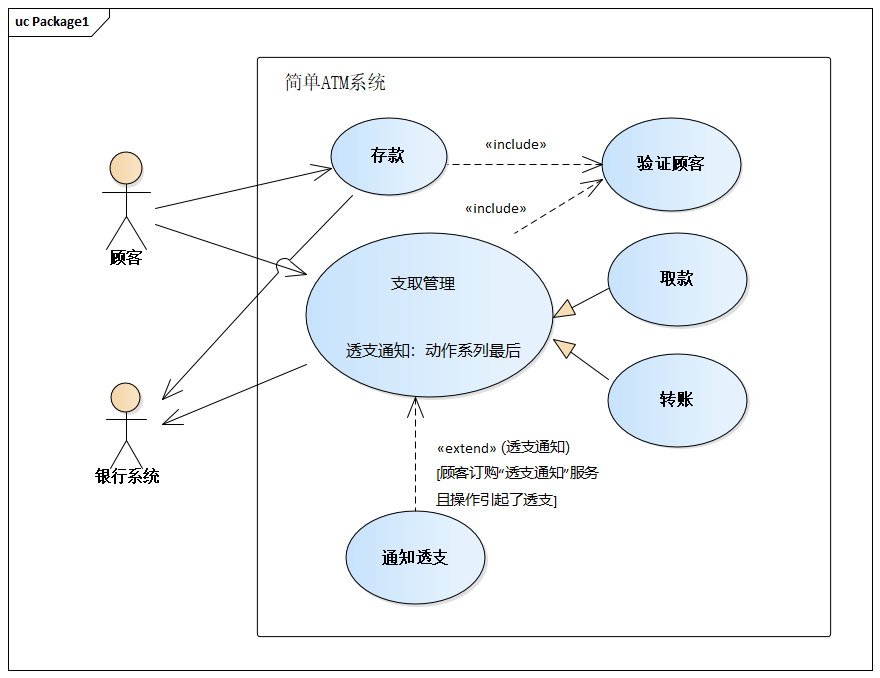 uc Package1
简单ATM系统
存款
«include»
验证顾客
«include»
顾客
支取管理
取款
透支通知：动作系列最后
转账
«extend» (透支通知)
[顾客订购“透支通知”服务
且操作引起了透支]
银行系统
通知透支